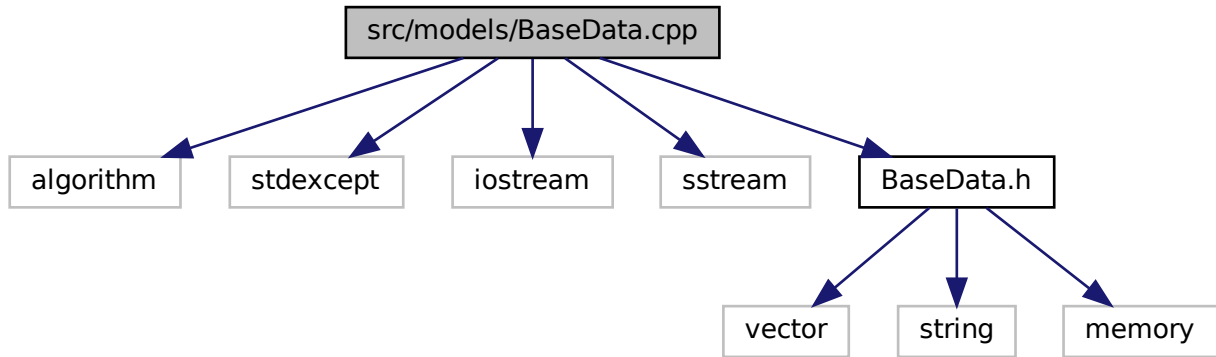 src/models/BaseData.cpp
algorithm
stdexcept
iostream
sstream
BaseData.h
vector
string
memory